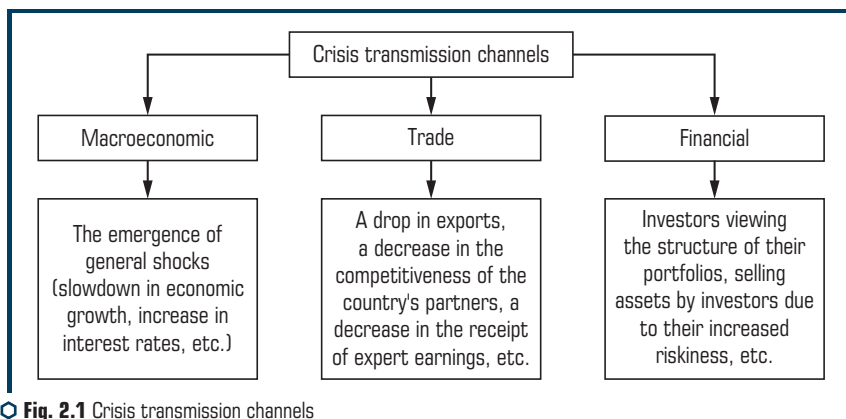 Crisis transmission channels
Macroeconomic
Trade
Financial
The emergence of
general shocks
(slowdown in economic
growth, increase in
interest rates, etc.)
A drop in exports,
a decrease in the
competitiveness of the
country's partners, a
decrease in the receipt
of expert earnings, etc.
Investors viewing
the structure of their
portfolios, selling
assets by investors due
to their increased
riskiness, etc.
Fig. 2.1 Crisis transmission channels